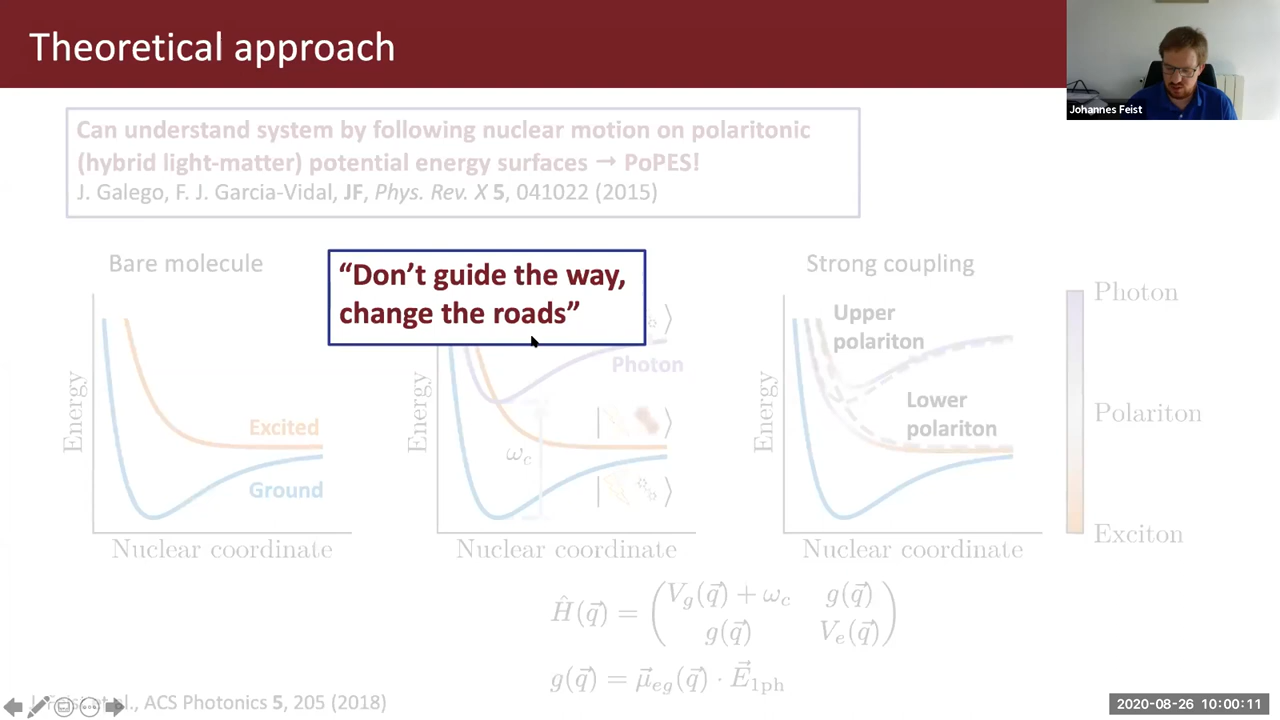 Theoretical approach
Johannes Feist
Can understand system by following nuclear motion on polaritonic
(hybrid light-matter) potential energy surfaces → PoPES!
J. Galego, F. J. Garcia-Vidal, JF, Phys. Rev. X 5, 041022 (2015)
Bare molecule
“Don’t guide the way,
change the roads”
Strong coupling
Energy
Excited
Ground
Nuclear coordinate
Energy
Photon
ω_c
Nuclear coordinate
Energy
Upper
polariton
Lower
polariton
Nuclear coordinate
Photon
Polariton
Exciton
Ĥ(q⃗) = ( V_g(q⃗) + ω_c g(q⃗)
g(q⃗) V_e(q⃗) )
g(q⃗) = μ⃗_eg(q⃗) · E⃗_1ph
ACS Photonics 5, 205 (2018)
2020-08-26 10:00:11